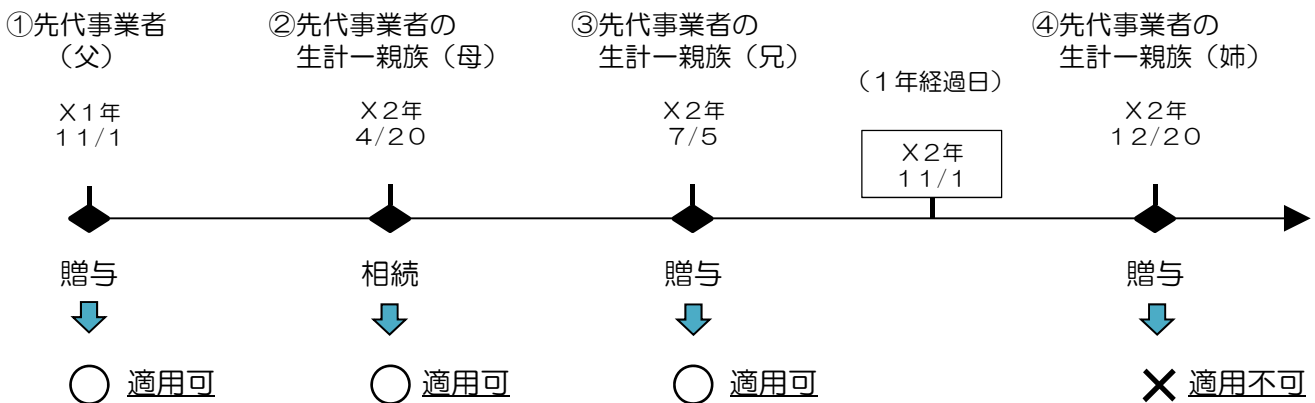 ①先代事業者
（父）
②先代事業者の
生計一親族（母）
③先代事業者の
生計一親族（兄）
④先代事業者の
生計一親族（姉）
（１年経過日）
Ｘ１年
１１/１
Ｘ２年
４/２０
Ｘ２年
７/５
Ｘ２年
１１/１
Ｘ２年
１２/２０
贈与
相続
贈与
贈与
○ 適用可
○ 適用可
○ 適用可
× 適用不可